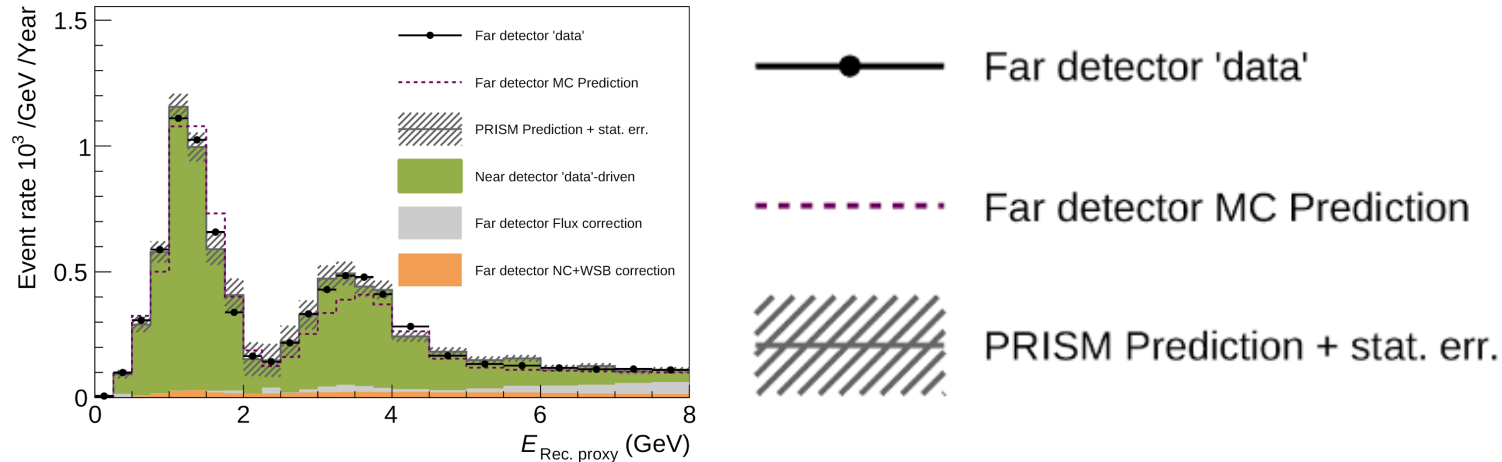 Event rate 10³ /GeV /Year
1.5
1
0.5
0
0
2
4
6
8
E Rec. proxy (GeV)
Far detector 'data'
Far detector MC Prediction
PRISM Prediction + stat. err.
Near detector 'data'-driven
Far detector Flux correction
Far detector NC+WSB correction
Far detector 'data'
Far detector MC Prediction
PRISM Prediction + stat. err.